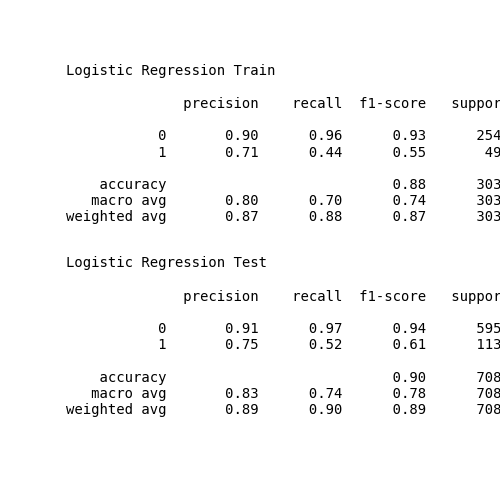 Logistic Regression Train
precision recall f1-score suppor
0 0.90 0.96 0.93 254
1 0.71 0.44 0.55 49
accuracy 0.88 303
macro avg 0.80 0.70 0.74 303
weighted avg 0.87 0.88 0.87 303
Logistic Regression Test
precision recall f1-score suppor
0 0.91 0.97 0.94 595
1 0.75 0.52 0.61 113
accuracy 0.90 708
macro avg 0.83 0.74 0.78 708
weighted avg 0.89 0.90 0.89 708